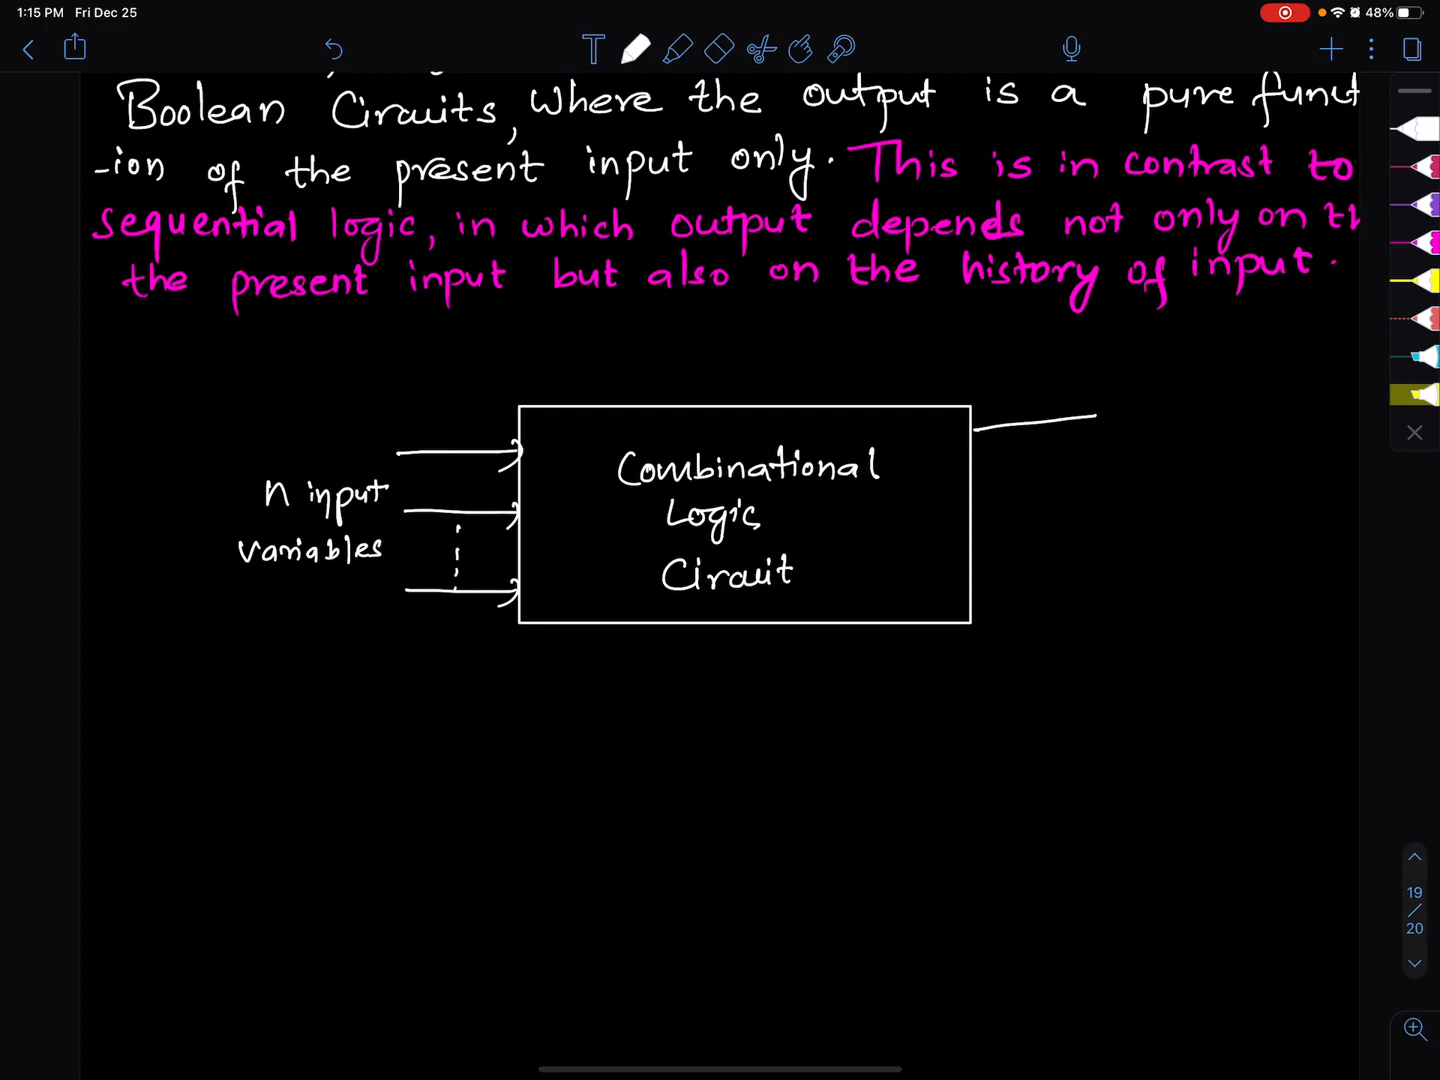 1:15 PM Fri Dec 25
48%
Boolean Circuits, where the output is a pure funct
-ion of the present input only. This is in contrast to
sequential logic, in which output depends not only on th
the present input but also on the history of input.
n input
variables
Combinational
Logic
Circuit
19
/
20